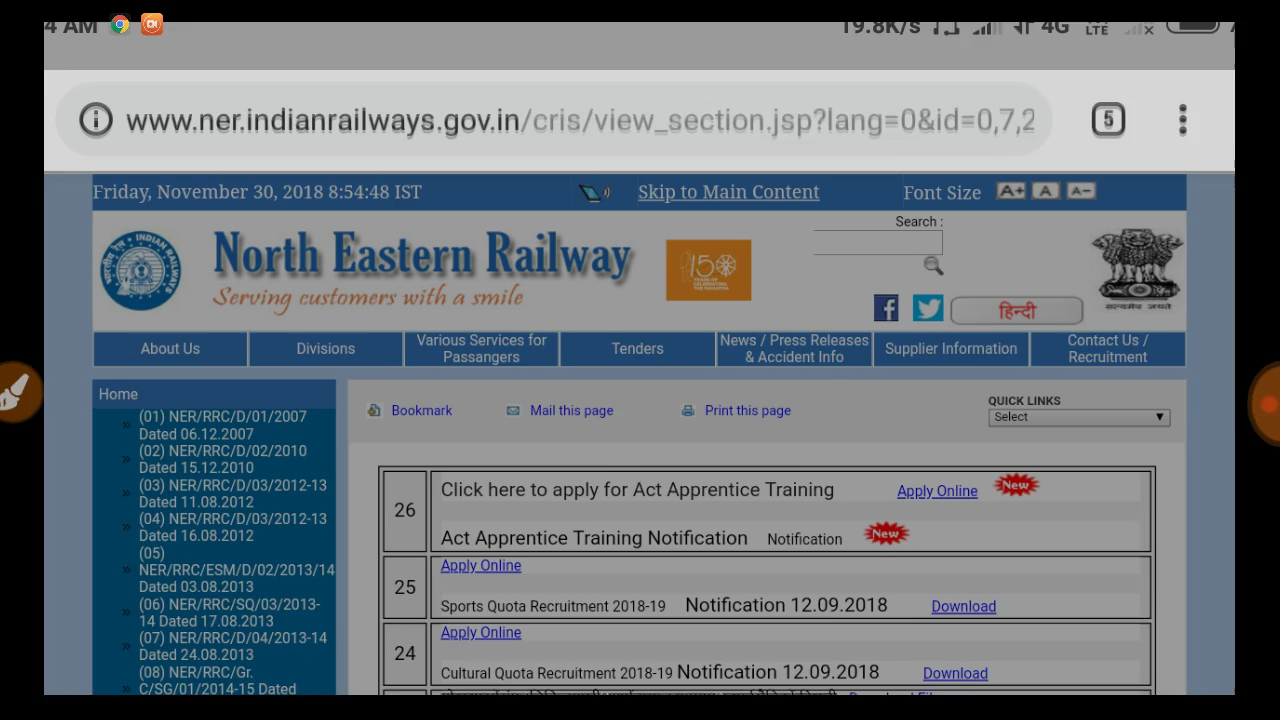 4 AM
19.8K/s 4G LTE
www.ner.indianrailways.gov.in/cris/view_section.jsp?lang=0&id=0,7,2
5
Friday, November 30, 2018 8:54:48 IST Skip to Main Content Font Size A+ A A-
Search :
North Eastern Railway
Serving customers with a smile
150
हिन्दी
सत्यमेव जयते
About Us
Divisions
Various Services for
Passangers
Tenders
News / Press Releases
& Accident Info
Supplier Information
Contact Us /
Recruitment
Home
(01) NER/RRC/D/01/2007
Dated 06.12.2007
(02) NER/RRC/D/02/2010
Dated 15.12.2010
(03) NER/RRC/D/03/2012-13
Dated 11.08.2012
(04) NER/RRC/D/03/2012-13
Dated 16.08.2012
(05)
NER/RRC/ESM/D/02/2013/14
Dated 03.08.2013
(06) NER/RRC/SQ/03/2013-
14 Dated 17.08.2013
(07) NER/RRC/D/04/2013-14
Dated 24.08.2013
(08) NER/RRC/Gr.
C/SG/01/2014-15 Dated
Bookmark Mail this page Print this page
QUICK LINKS
Select
26
Click here to apply for Act Apprentice Training Apply Online New
Act Apprentice Training Notification Notification New
25
Apply Online
Sports Quota Recruitment 2018-19 Notification 12.09.2018 Download
24
Apply Online
Cultural Quota Recruitment 2018-19 Notification 12.09.2018 Download